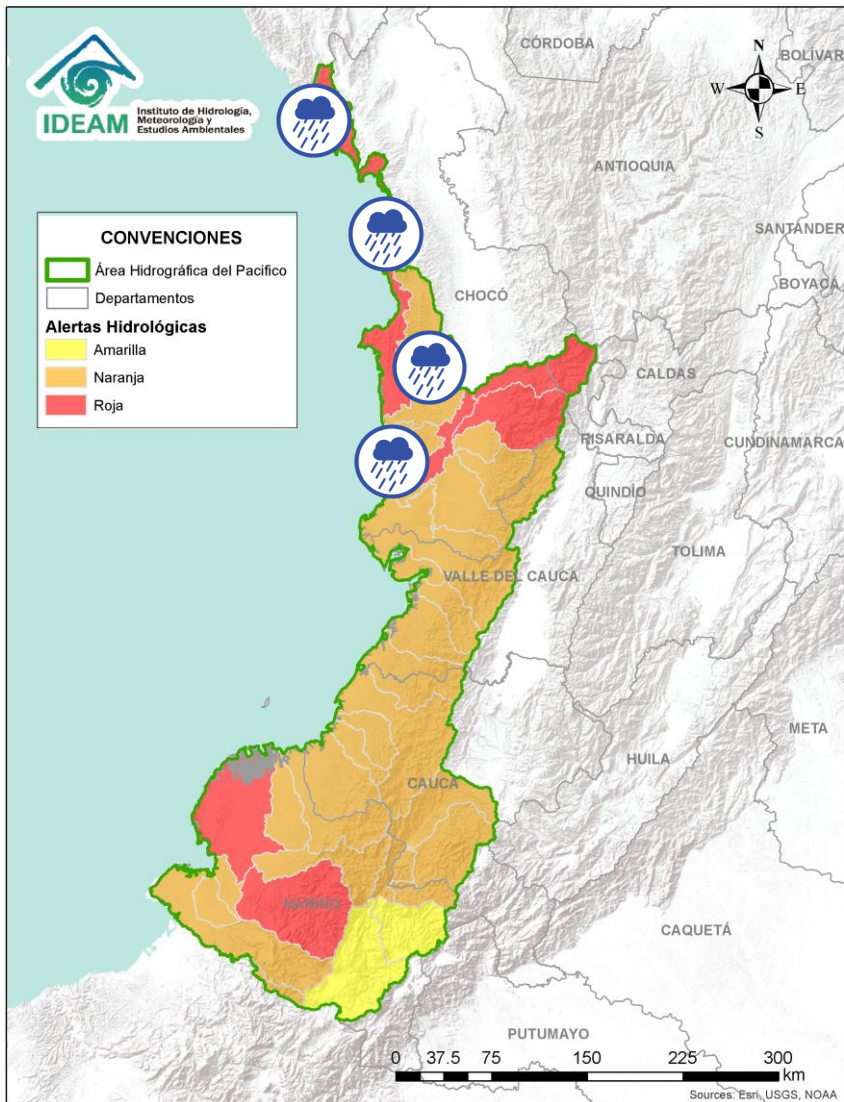 IDEAM
Instituto de Hidrología,
Meteorología y
Estudios Ambientales
CÓRDOBA
BOLÍVAR
N
W
E
S
ANTIOQUIA
CONVENCIONES
Área Hidrográfica del Pacifico
Departamentos
Alertas Hidrológicas
Amarilla
Naranja
Roja
SANTANDER
BOYACÁ
CHOCÓ
CALDAS
RISARALDA
CUNDINAMARCA
QUINDÍO
TOLIMA
VALLE DEL CAUCA
META
HUILA
CAUCA
NARIÑO
CAQUETÁ
PUTUMAYO
0 37.5 75 150 225 300
km
Sources: Esri, USGS, NOAA